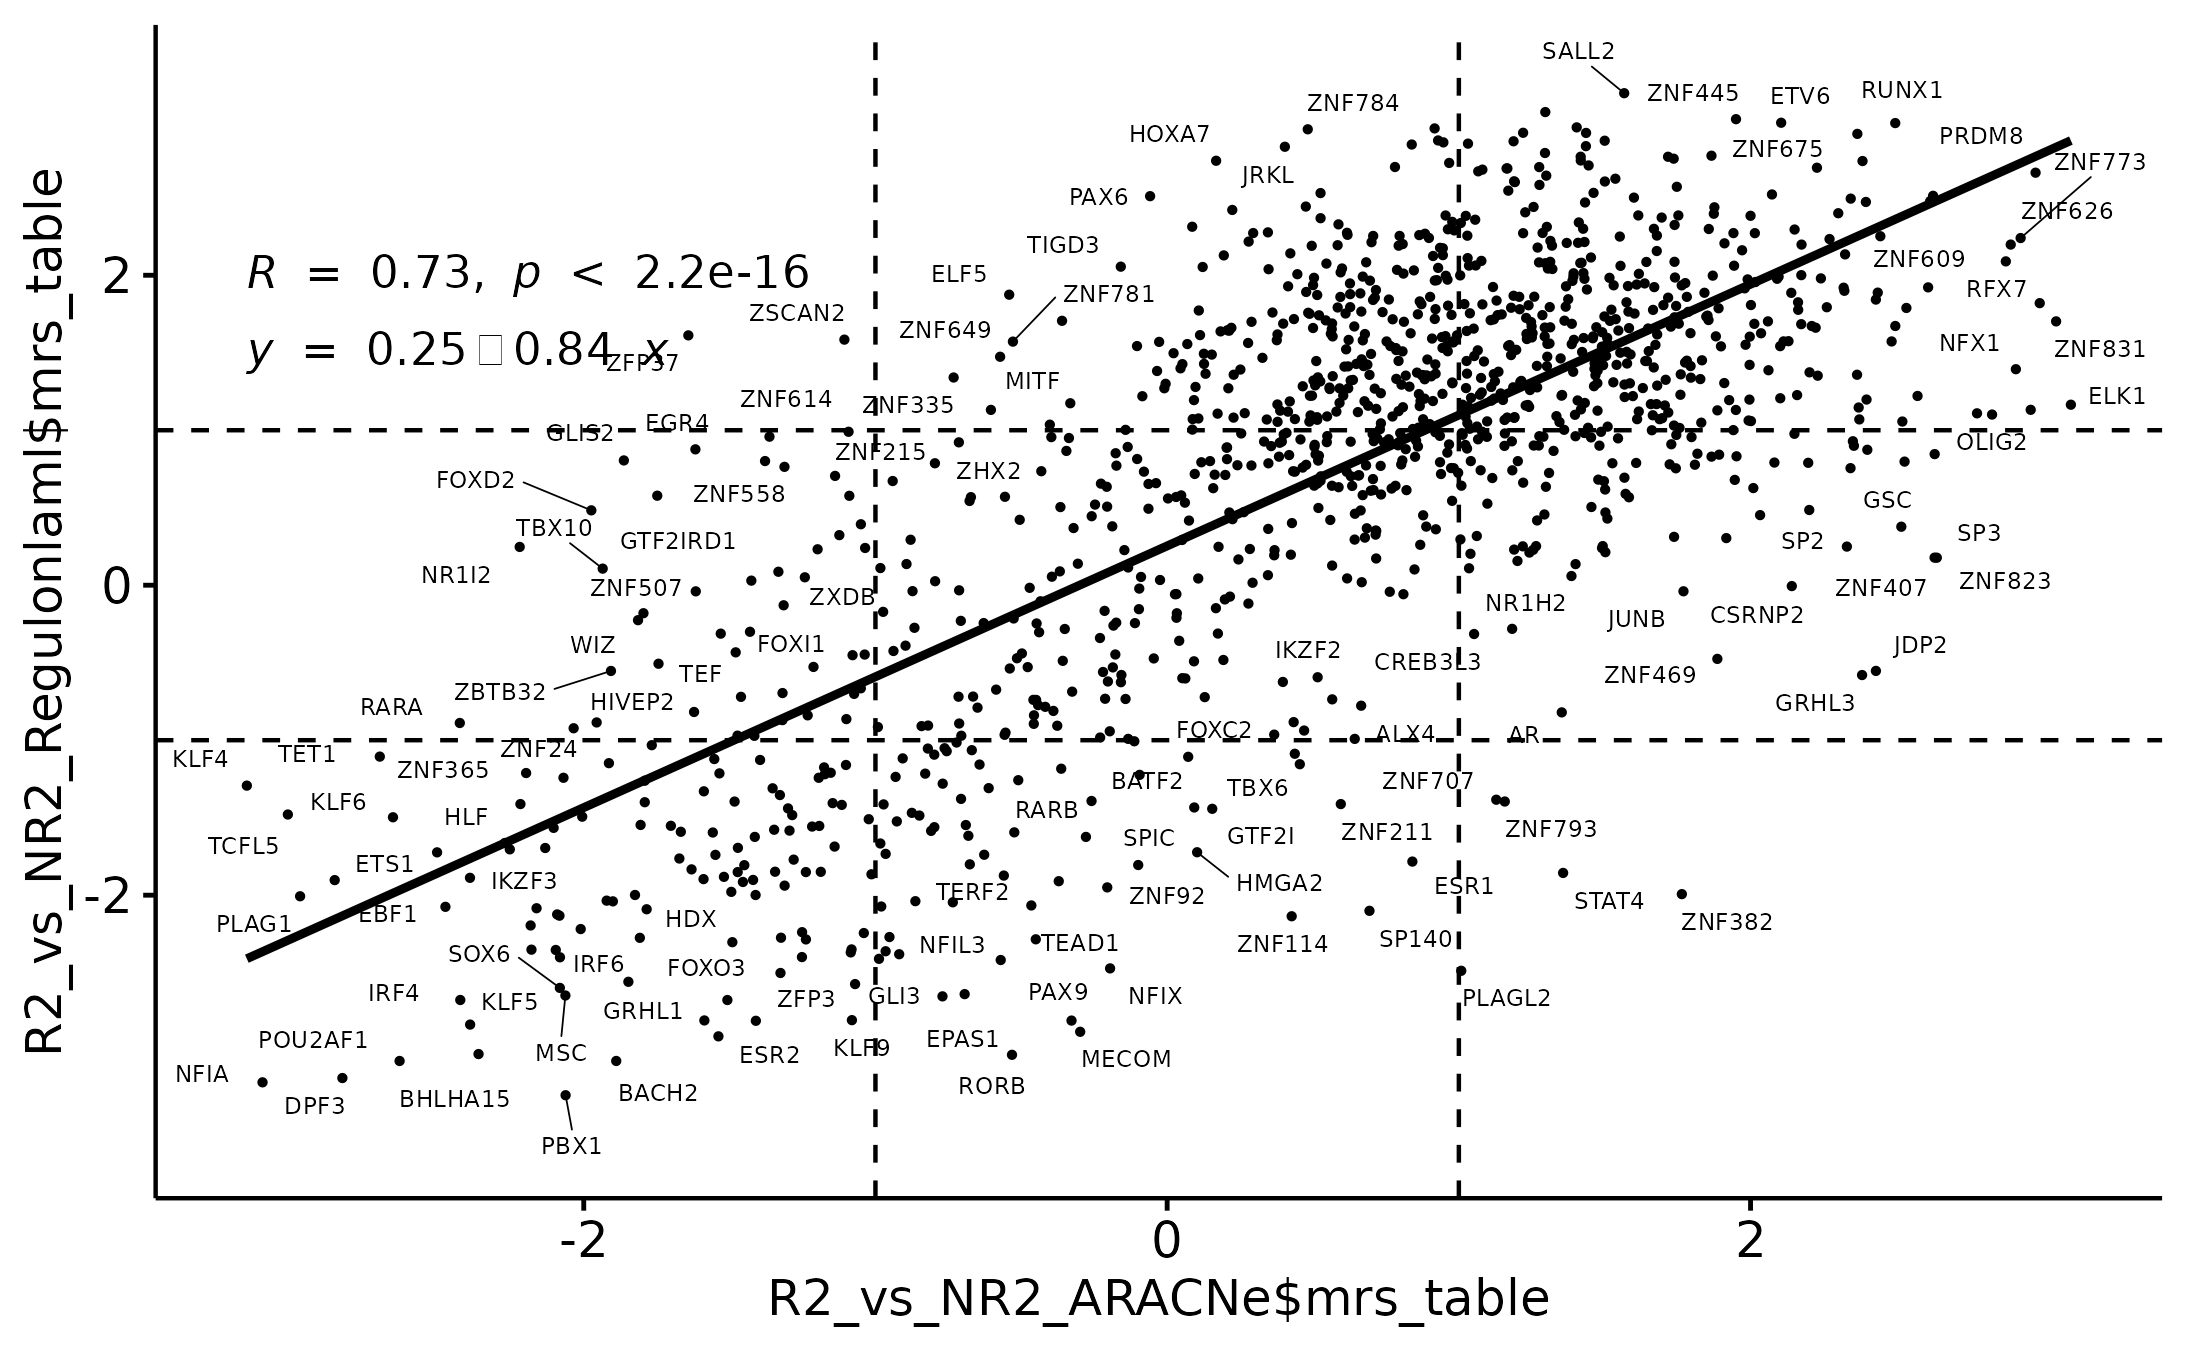 SALL2
ZNF445
ETV6
RUNX1
ZNF784
HOXA7
PRDM8
ZNF675
ZNF773
JRKL
PAX6
ZNF626
TIGD3
ZNF609
R = 0.73, p < 2.2e-16
ELF5
ZNF781
RFX7
ZSCAN2
ZNF649
NFX1
ZNF831
y = 0.25 □ 0.84 x
ZFP37
MITF
ELK1
ZNF614
ZNF335
EGR4
GLIS2
OLIG2
ZNF215
ZHX2
FOXD2
ZNF558
GSC
TBX10
GTF2IRD1
SP2
SP3
NR1I2
ZNF507
ZXDB
NR1H2
JUNB
CSRNP2
ZNF407
ZNF823
WIZ
FOXI1
IKZF2
CREB3L3
JDP2
TEF
ZNF469
ZBTB32
HIVEP2
GRHL3
RARA
FOXC2
ALX4
AR
KLF4
TET1
ZNF24
ZNF365
BATF2
TBX6
ZNF707
KLF6
HLF
RARB
SPIC
GTF2I
ZNF211
ZNF793
TCFL5
ETS1
IKZF3
TERF2
ZNF92
HMGA2
ESR1
STAT4
PLAG1
EBF1
HDX
ZNF382
SOX6
IRF6
FOXO3
NFIL3
TEAD1
ZNF114
SP140
IRF4
KLF5
GRHL1
ZFP3
GLI3
PAX9
NFIX
PLAGL2
POU2AF1
MSC
ESR2
KLF9
EPAS1
MECOM
NFIA
DPF3
BHLHA15
BACH2
RORB
PBX1
2
0
-2
-2
0
2
R2_vs_NR2_ARACNe$mrs_table
R2_vs_NR2_Regulonlaml$mrs_table